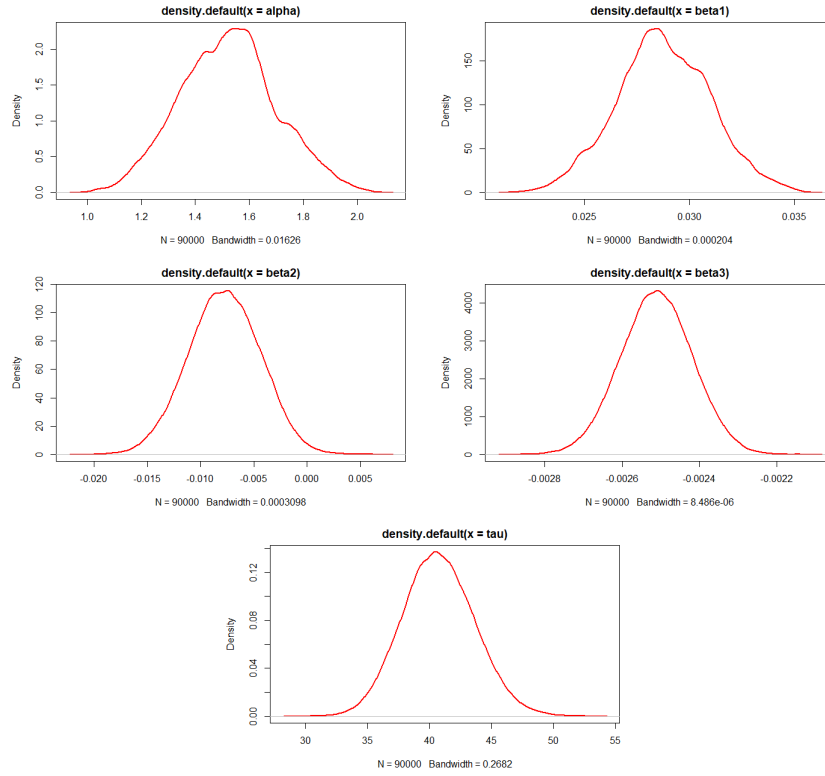 density.default(x = alpha)
Density
0.0 0.5 1.0 1.5 2.0
1.0 1.2 1.4 1.6 1.8 2.0
N = 90000 Bandwidth = 0.01626
density.default(x = beta1)
Density
0 50 100 150
0.025 0.030 0.035
N = 90000 Bandwidth = 0.000204
density.default(x = beta2)
Density
0 20 40 60 80 100 120
-0.020 -0.015 -0.010 -0.005 0.000 0.005
N = 90000 Bandwidth = 0.0003098
density.default(x = beta3)
Density
0 1000 2000 3000 4000
-0.0028 -0.0026 -0.0024 -0.0022
N = 90000 Bandwidth = 8.486e-06
density.default(x = tau)
Density
0.00 0.04 0.08 0.12
30 35 40 45 50 55
N = 90000 Bandwidth = 0.2682